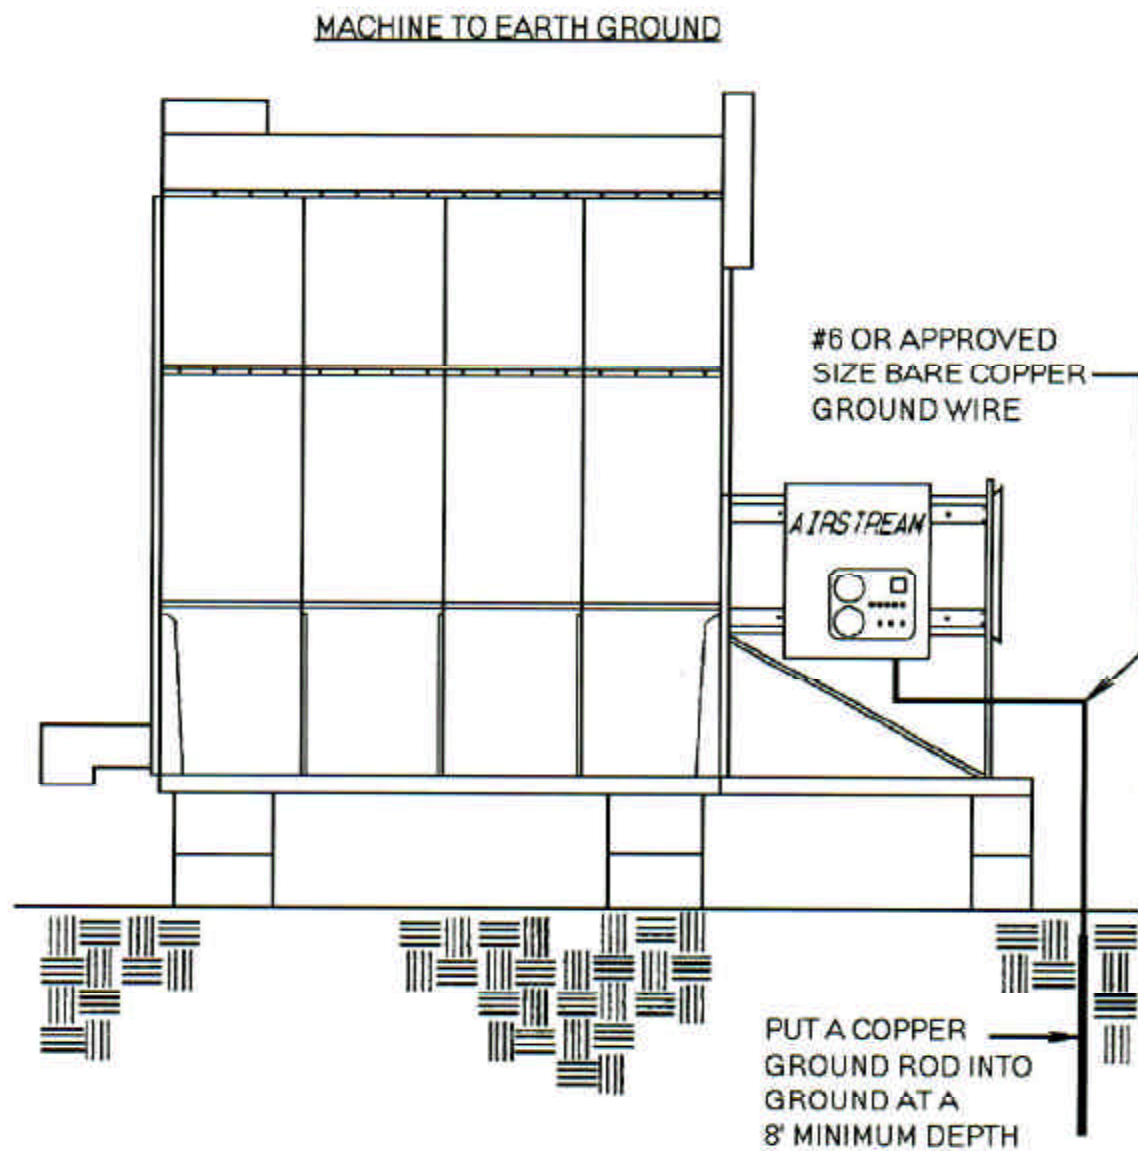 MACHINE TO EARTH GROUND
#6 OR APPROVED
SIZE BARE COPPER
GROUND WIRE
AIRSTREAM
PUT A COPPER
GROUND ROD INTO
GROUND AT A
8' MINIMUM DEPTH